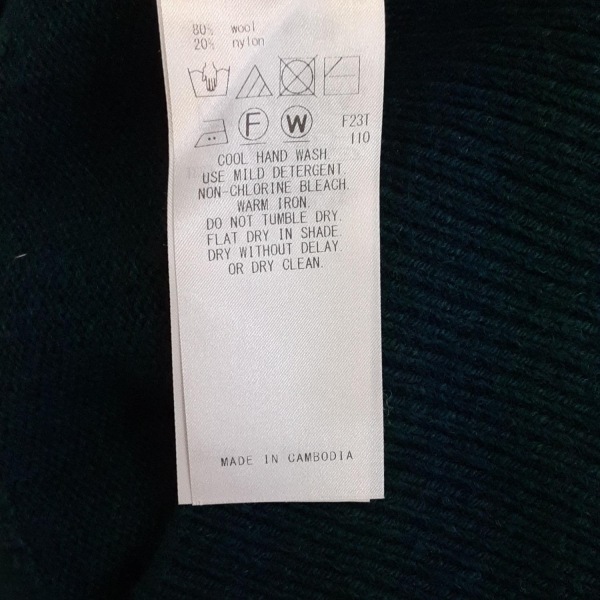 80% wool
20% nylon
F W F23T
110
COOL HAND WASH.
USE MILD DETERGENT.
NON-CHLORINE BLEACH.
WARM IRON.
DO NOT TUMBLE DRY.
FLAT DRY IN SHADE.
DRY WITHOUT DELAY.
OR DRY CLEAN.
MADE IN CAMBODIA